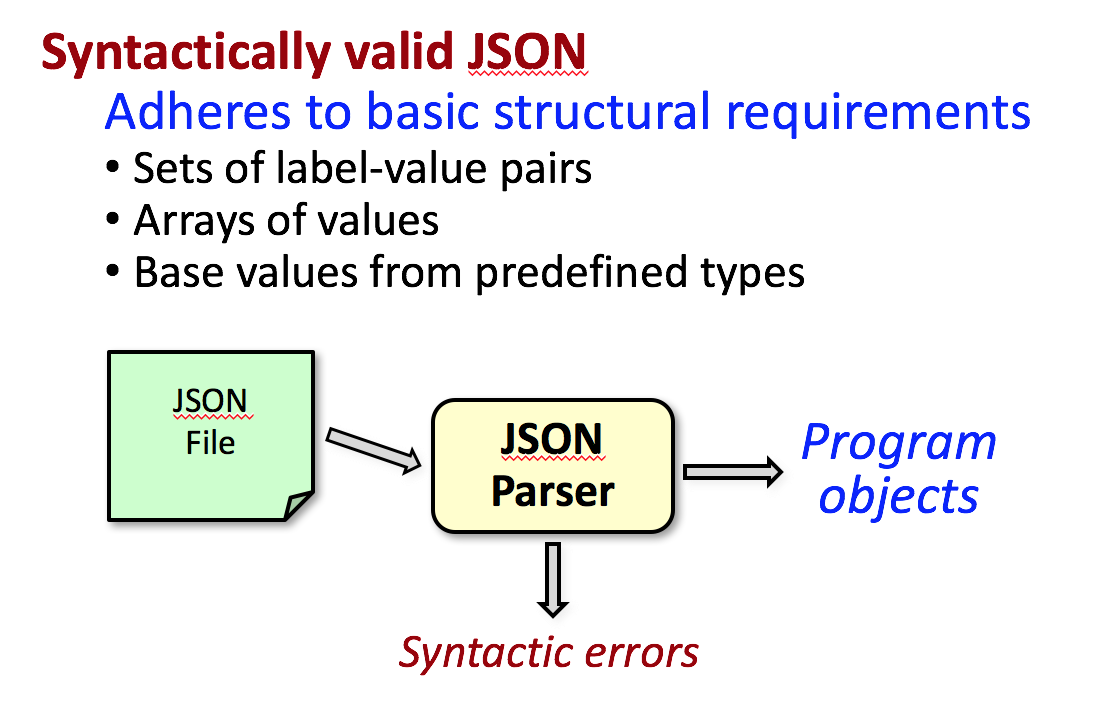 Syntactically valid JSON
Adheres to basic structural requirements
• Sets of label-value pairs
• Arrays of values
• Base values from predefined types
JSON
File
JSON
Parser
Program
objects
Syntactic errors